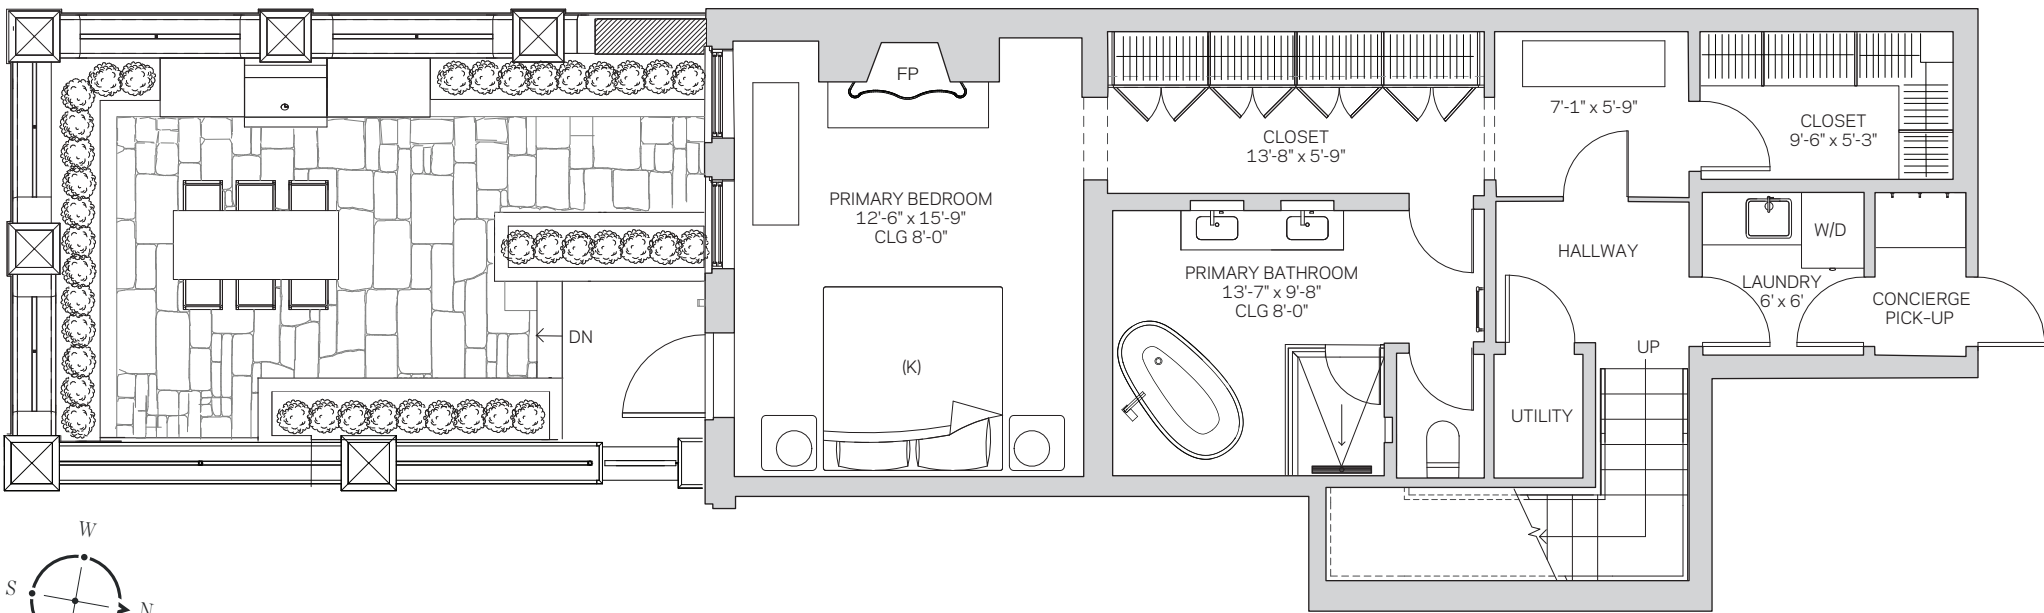 FP
7'-1" x 5'-9"
CLOSET
13'-8" x 5'-9"
CLOSET
9'-6" x 5'-3"
PRIMARY BEDROOM
12'-6" x 15'-9"
CLG 8'-0"
W/D
HALLWAY
PRIMARY BATHROOM
13'-7" x 9'-8"
CLG 8'-0"
LAUNDRY
6' x 6'
CONCIERGE
PICK-UP
DN
UP
(K)
UTILITY
W
S
N